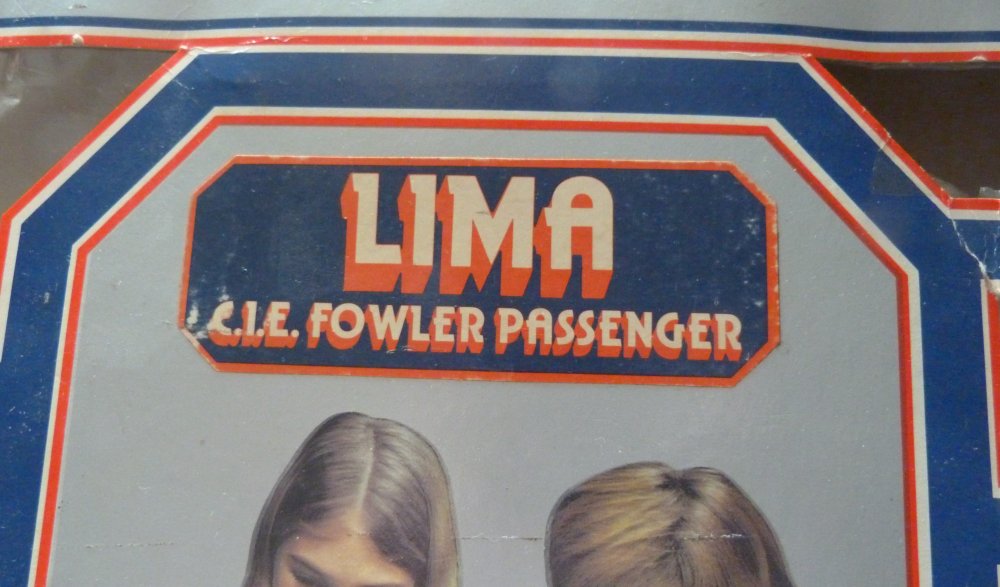 LIMA
C.I.E. FOWLER PASSENGER